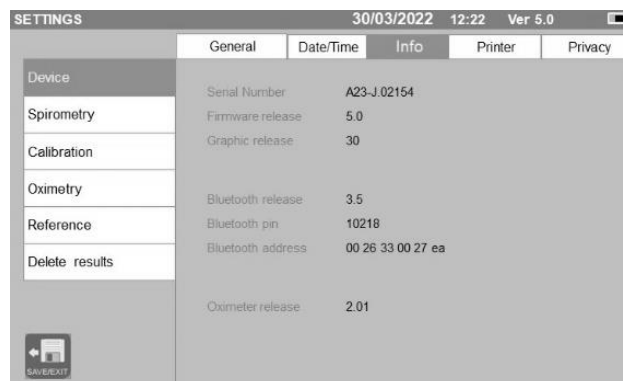 SETTINGS 30/03/2022 12:22 Ver 5.0
General Date/Time Info Printer Privacy
Device
Spirometry
Calibration
Oximetry
Reference
Delete results
Serial Number A23-J.02154
Firmware release 5.0
Graphic release 30
Bluetooth release 3.5
Bluetooth pin 10218
Bluetooth address 00 26 33 00 27 ea
Oximeter release 2.01
SAVE/EXIT